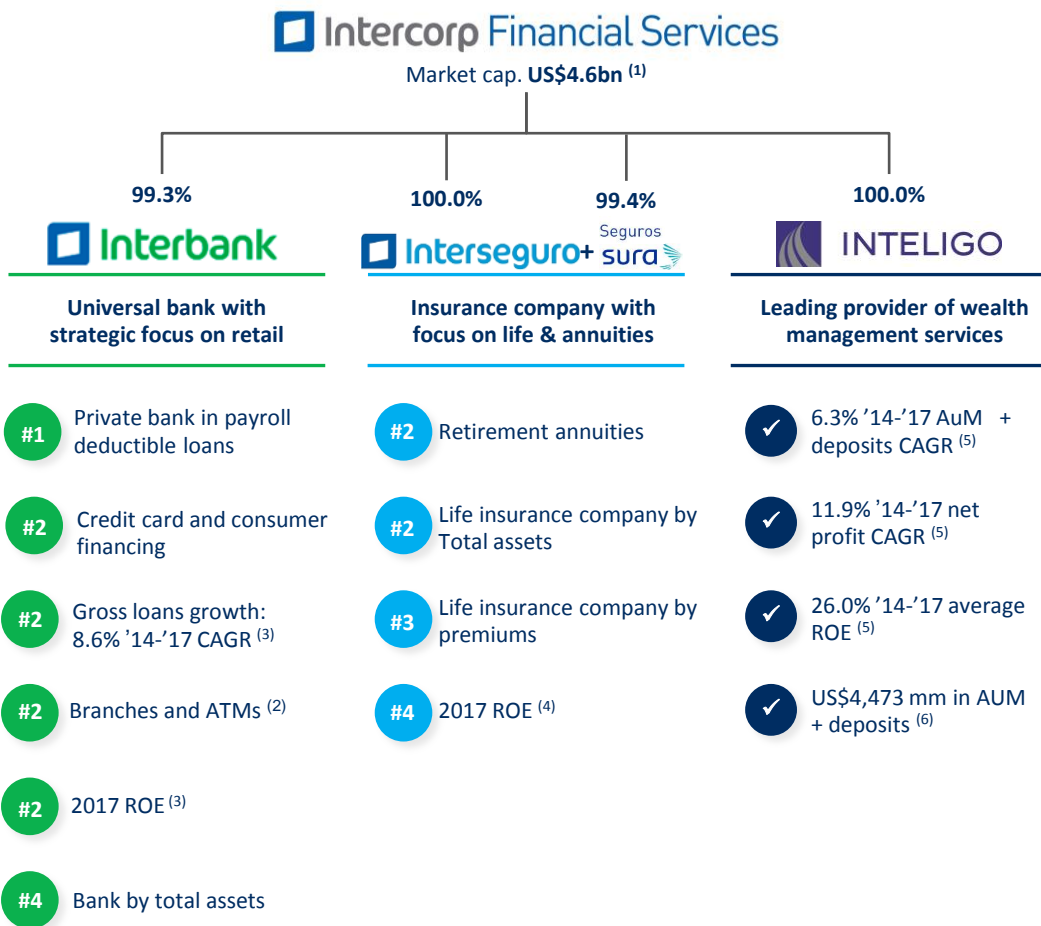 Intercorp Financial Services
Market cap. US$4.6bn (1)
99.3%
100.0%
99.4%
100.0%
Interbank
Interseguro+
Seguros
sura
INTELIGO
Universal bank with
strategic focus on retail
Insurance company with
focus on life & annuities
Leading provider of wealth
management services
#1
Private bank in payroll
deductible loans
#2
Credit card and consumer
financing
#2
Gross loans growth:
8.6% ’14-’17 CAGR (3)
#2
Branches and ATMs (2)
#2
2017 ROE (3)
#4
Bank by total assets
#2
Retirement annuities
#2
Life insurance company by
Total assets
#3
Life insurance company by
premiums
#4
2017 ROE (4)
✓
6.3% ’14-’17 AuM +
deposits CAGR (5)
✓
11.9% ’14-’17 net
profit CAGR (5)
✓
26.0% ’14-’17 average
ROE (5)
✓
US$4,473 mm in AUM
+ deposits (6)